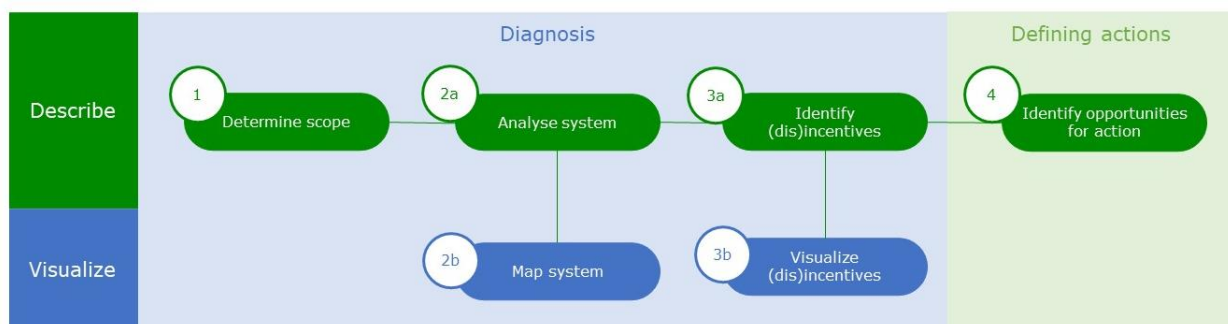 Diagnosis
Defining actions
Describe
1
Determine scope
2a
Analyse system
3a
Identify
(dis)incentives
4
Identify opportunities
for action
Visualize
2b
Map system
3b
Visualize
(dis)incentives